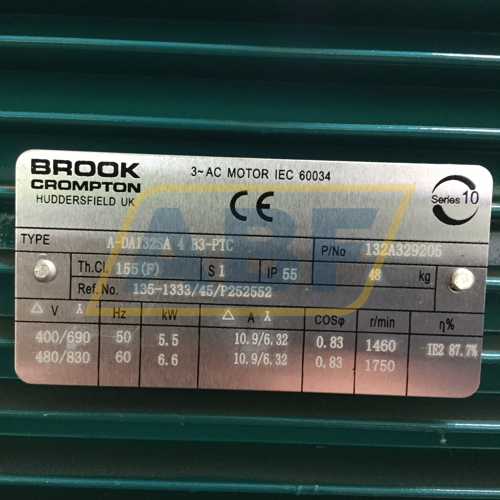 BROOK
CROMPTON
HUDDERSFIELD UK
3~AC MOTOR IEC 60034
CE
Series 10
TYPE A-DA132SA 4 B3-PTC P/No 132A329205
Th.Cl. 155(F) S1 IP 55 48 kg
Ref.No. 135-1333/45/P252552
△ V ⅄ Hz kW △ A ⅄ COSφ r/min η%
400/690 50 5.5 10.9/6.32 0.83 1460 IE2 87.7%
480/830 60 6.6 10.9/6.32 0.83 1750
ABF